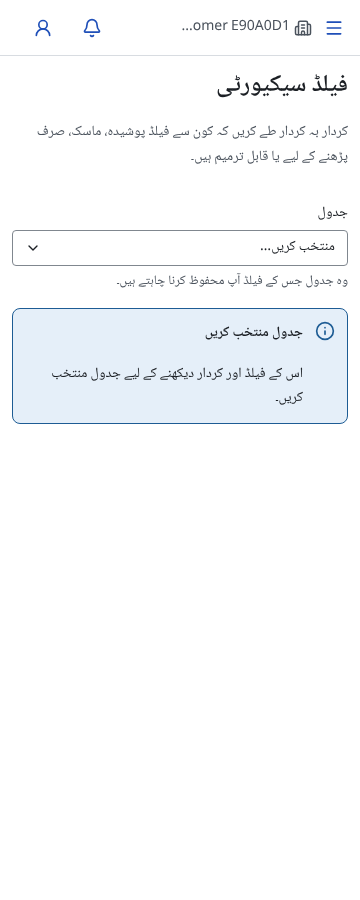 ...omer E90A0D1
فیلڈ سیکیورٹی
کردار بہ کردار طے کریں کہ کون سے فیلڈ پوشیدہ، ماسک، صرف
پڑھنے کے لیے یا قابل ترمیم ہیں۔
جدول
منتخب کریں...
وہ جدول جس کے فیلڈ آپ محفوظ کرنا چاہتے ہیں۔
جدول منتخب کریں
اس کے فیلڈ اور کردار دیکھنے کے لیے جدول منتخب
کریں۔